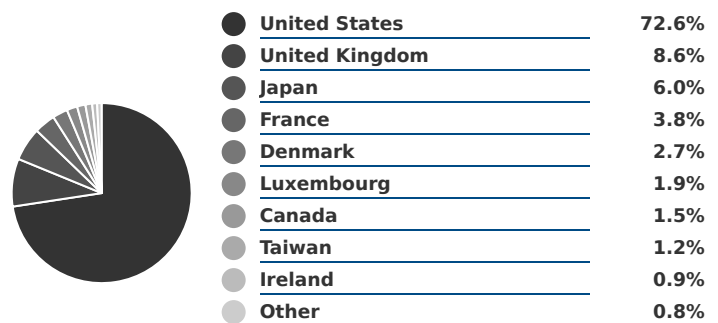 United States 72.6%
United Kingdom 8.6%
Japan 6.0%
France 3.8%
Denmark 2.7%
Luxembourg 1.9%
Canada 1.5%
Taiwan 1.2%
Ireland 0.9%
Other 0.8%